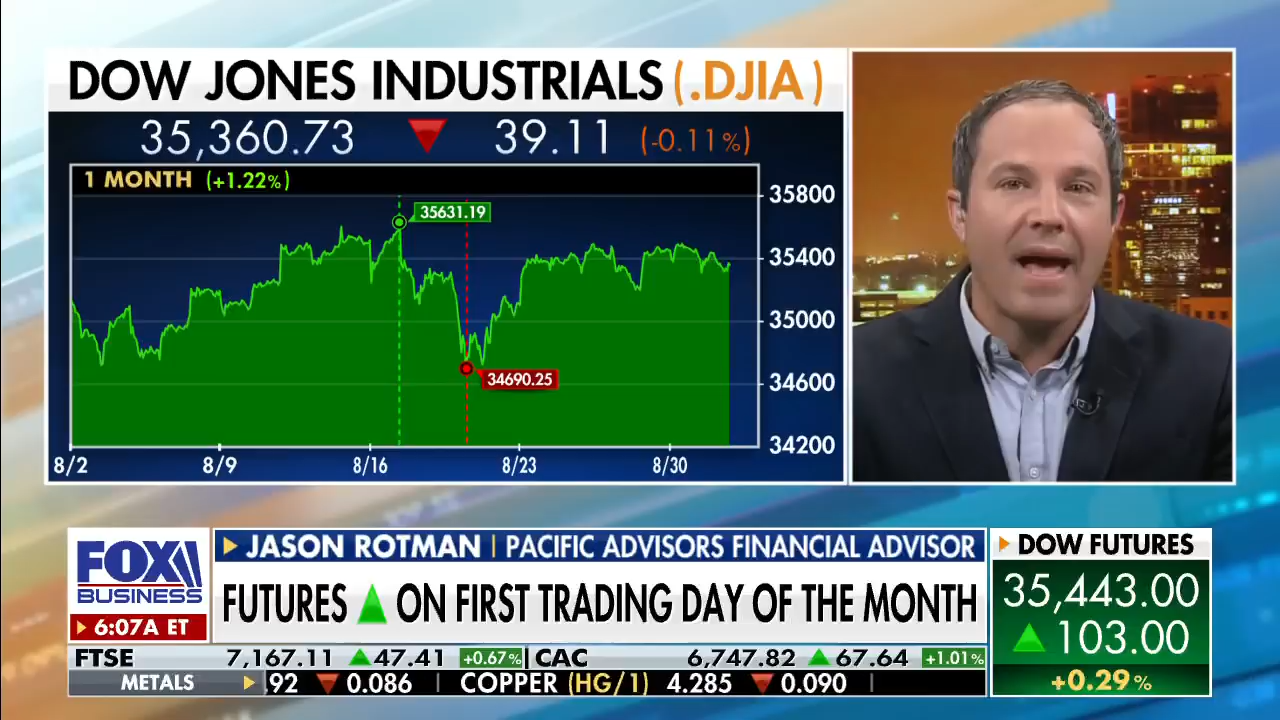 DOW JONES INDUSTRIALS (.DJIA)
35,360.73 ▼ 39.11 (-0.11%)
1 MONTH (+1.22%)
35800
35631.19
35400
35000
34690.25
34600
34200
8/2 8/9 8/16 8/23 8/30
FOX BUSINESS
6:07A ET
JASON ROTMAN | PACIFIC ADVISORS FINANCIAL ADVISOR
FUTURES ▲ ON FIRST TRADING DAY OF THE MONTH
DOW FUTURES
35,443.00
▲ 103.00
+0.29%
FTSE 7,167.11 ▲ 47.41 +0.67% CAC 6,747.82 ▲ 67.64 +1.01%
METALS .92 ▼ 0.086 | COPPER (HG/1) 4.285 ▼ 0.090 |